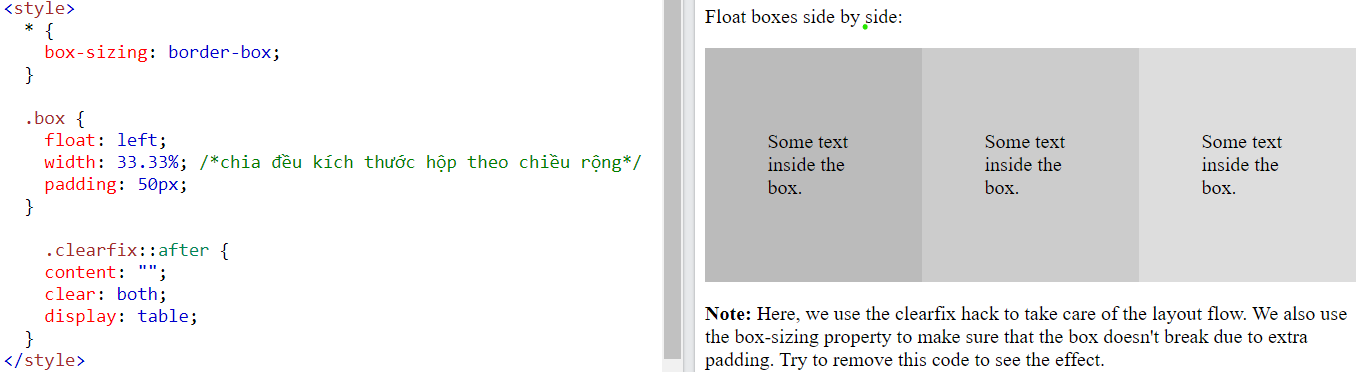 <style>
* {
box-sizing: border-box;
}
.box {
float: left;
width: 33.33%; /*chia đều kích thước hộp theo chiều rộng*/
padding: 50px;
}
.clearfix::after {
content: "";
clear: both;
display: table;
}
</style>
Float boxes side by side:
Some text
inside the
box.
Some text
inside the
box.
Some text
inside the
box.
Note: Here, we use the clearfix hack to take care of the layout flow. We also use
the box-sizing property to make sure that the box doesn't break due to extra
padding. Try to remove this code to see the effect.